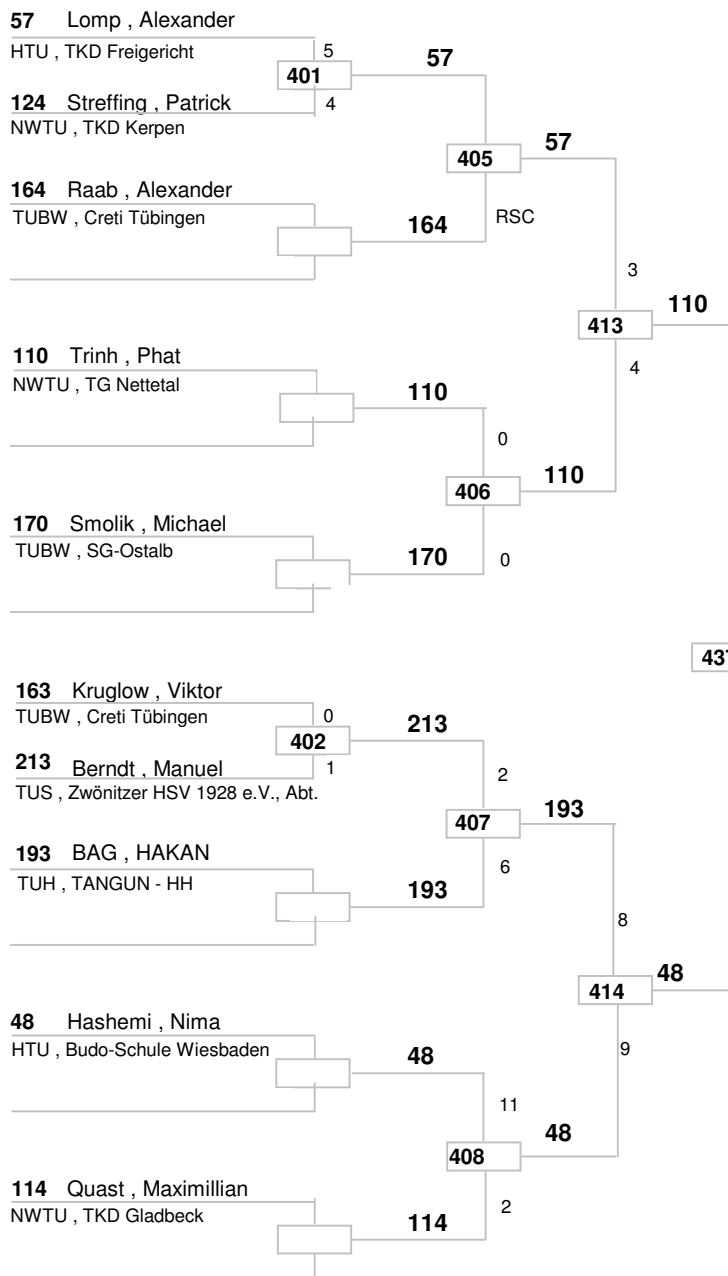 57 Lomp , Alexander
HTU , TKD Freigericht
5
57
401
124 Streffing , Patrick
4
NWTU , TKD Kerpen
57
405
164 Raab , Alexander
TUBW , Creti Tübingen
164
RSC
3
110
413
110 Trinh , Phat
NWTU , TG Nettetal
4
110
0
110
406
170 Smolik , Michael
TUBW , SG-Ostalb
170
0
437
163 Kruglow , Viktor
TUBW , Creti Tübingen
0
213
402
213 Berndt , Manuel
1
TUS , Zwönitzer HSV 1928 e.V., Abt.
2
193
407
193 BAG , HAKAN
TUH , TANGUN - HH
193
6
8
48
414
48 Hashemi , Nima
HTU , Budo-Schule Wiesbaden
48
9
11
48
408
114 Quast , Maximillian
NWTU , TKD Gladbeck
114
2